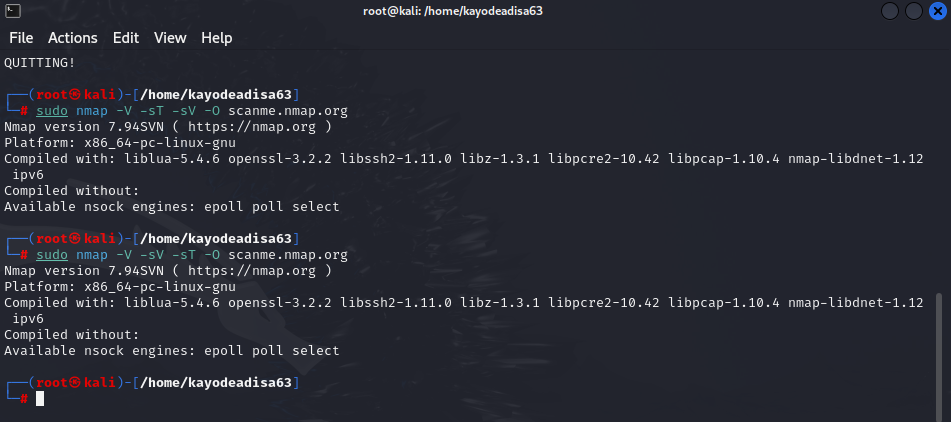 root@kali: /home/kayodeadisa63
File Actions Edit View Help
QUITTING!
┌──(root㉿kali)-[/home/kayodeadisa63]
└─# sudo nmap -V -sT -sV -O scanme.nmap.org
Nmap version 7.94SVN ( https://nmap.org )
Platform: x86_64-pc-linux-gnu
Compiled with: liblua-5.4.6 openssl-3.2.2 libssh2-1.11.0 libz-1.3.1 libpcre2-10.42 libpcap-1.10.4 nmap-libdnet-1.12
ipv6
Compiled without:
Available nsock engines: epoll poll select
┌──(root㉿kali)-[/home/kayodeadisa63]
└─# sudo nmap -V -sV -sT -O scanme.nmap.org
Nmap version 7.94SVN ( https://nmap.org )
Platform: x86_64-pc-linux-gnu
Compiled with: liblua-5.4.6 openssl-3.2.2 libssh2-1.11.0 libz-1.3.1 libpcre2-10.42 libpcap-1.10.4 nmap-libdnet-1.12
ipv6
Compiled without:
Available nsock engines: epoll poll select
┌──(root㉿kali)-[/home/kayodeadisa63]
└─#